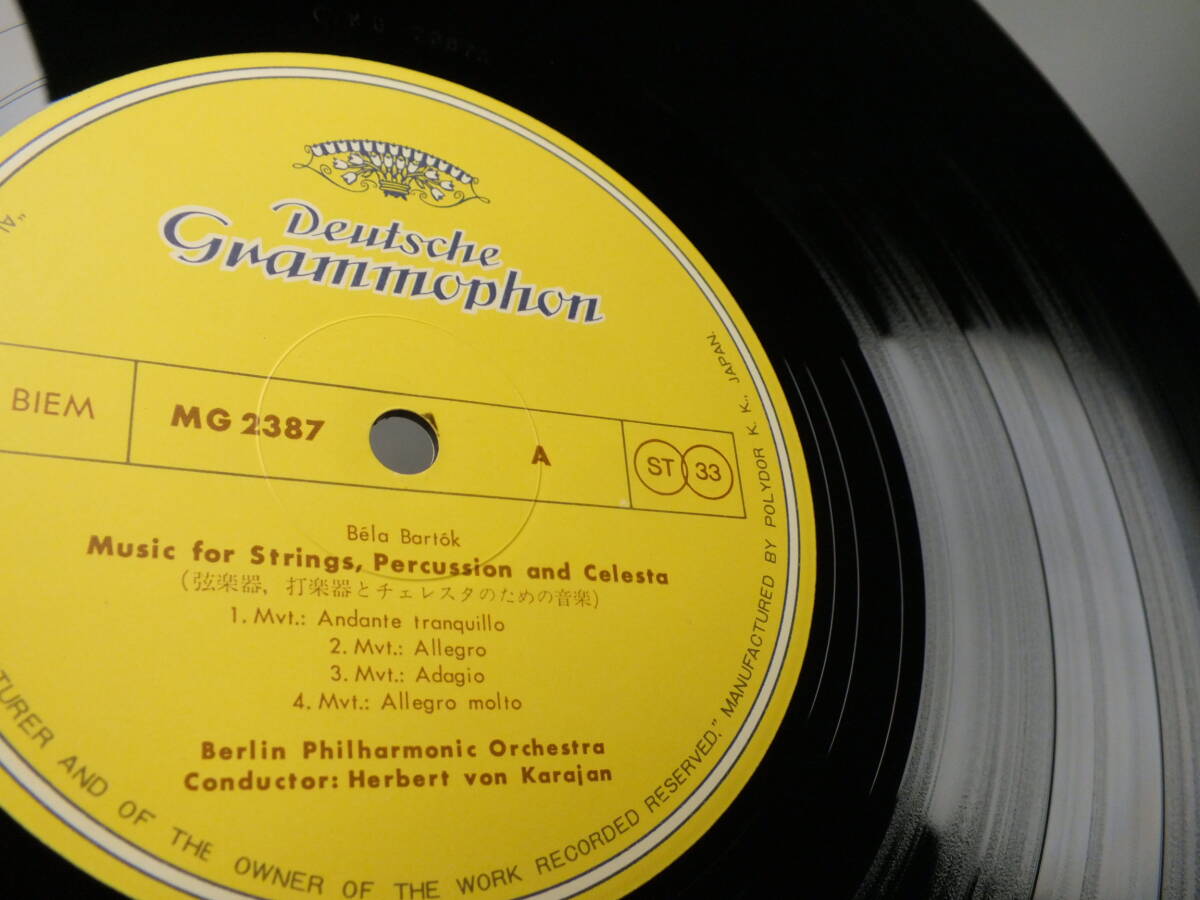 Deutsche
Grammophon
BIEM
MG 2387
A
ST 33
Béla Bartók
Music for Strings, Percussion and Celesta
(弦楽器, 打楽器とチェレスタのための音楽)
1. Mvt.: Andante tranquillo
2. Mvt.: Allegro
3. Mvt.: Adagio
4. Mvt.: Allegro molto
Berlin Philharmonic Orchestra
Conductor: Herbert von Karajan
AND OF THE OWNER OF THE WORK RECORDED RESERVED." MANUFACTURED BY POLYDOR K. K., JAPAN.